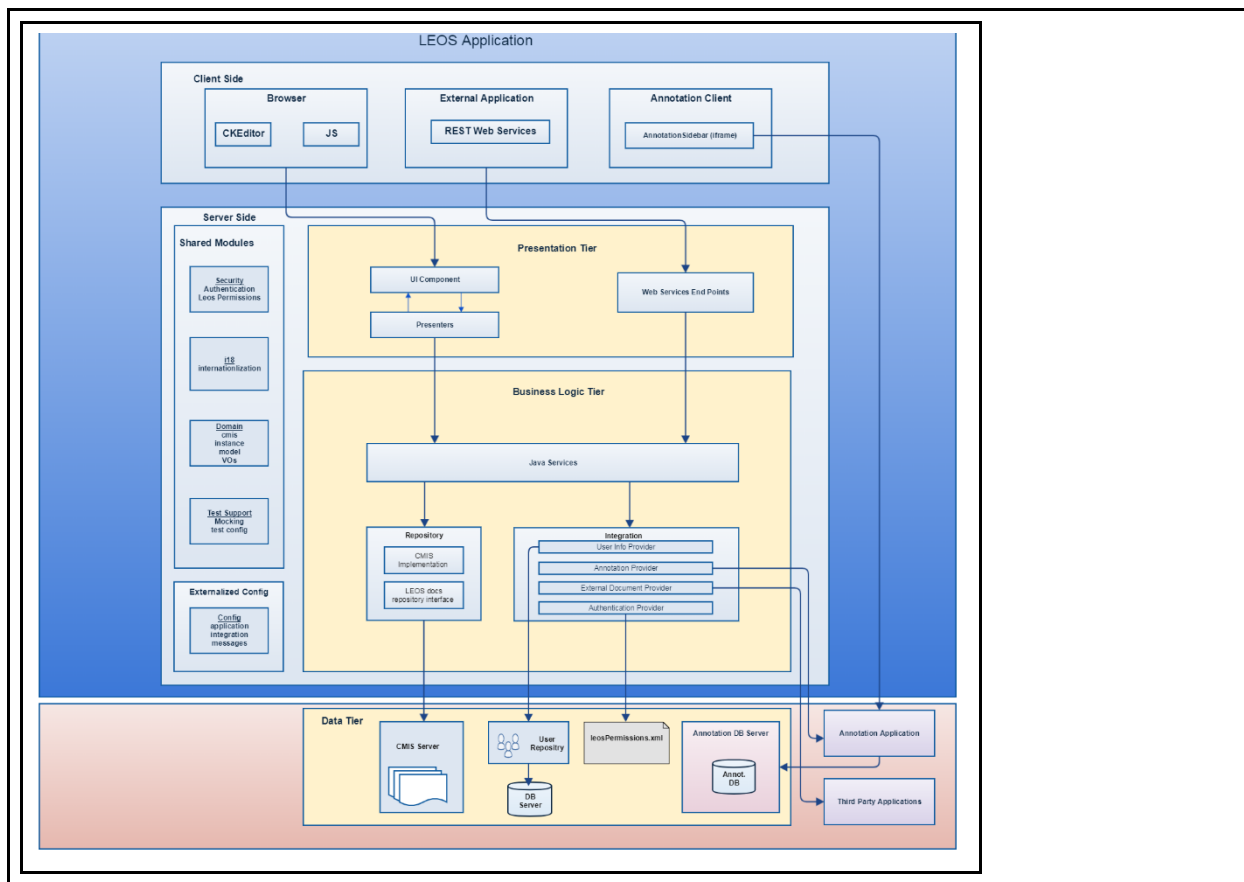 LEOS Application
Client Side
Browser
CKEditor
JS
External Application
REST Web Services
Annotation Client
AnnotationSidebar (iframe)
Server Side
Shared Modules
Security
Authentication
Leos Permissions
i18
internationlization
Domain
cmis
instance
model
VOs
Test Support
Mocking
test config
Externalized Config
Config
application
integration
messages
Presentation Tier
UI Component
Presenters
Web Services End Points
Business Logic Tier
Java Services
Repository
CMIS
Implementation
LEOS docs
repository interface
Integration
User Info Provider
Annotation Provider
External Document Provider
Authentication Provider
Data Tier
CMIS Server
User
Repositry
DB
Server
leosPermissions.xml
Annotation DB Server
Annot.
DB
Annotation Application
Third Party Applications